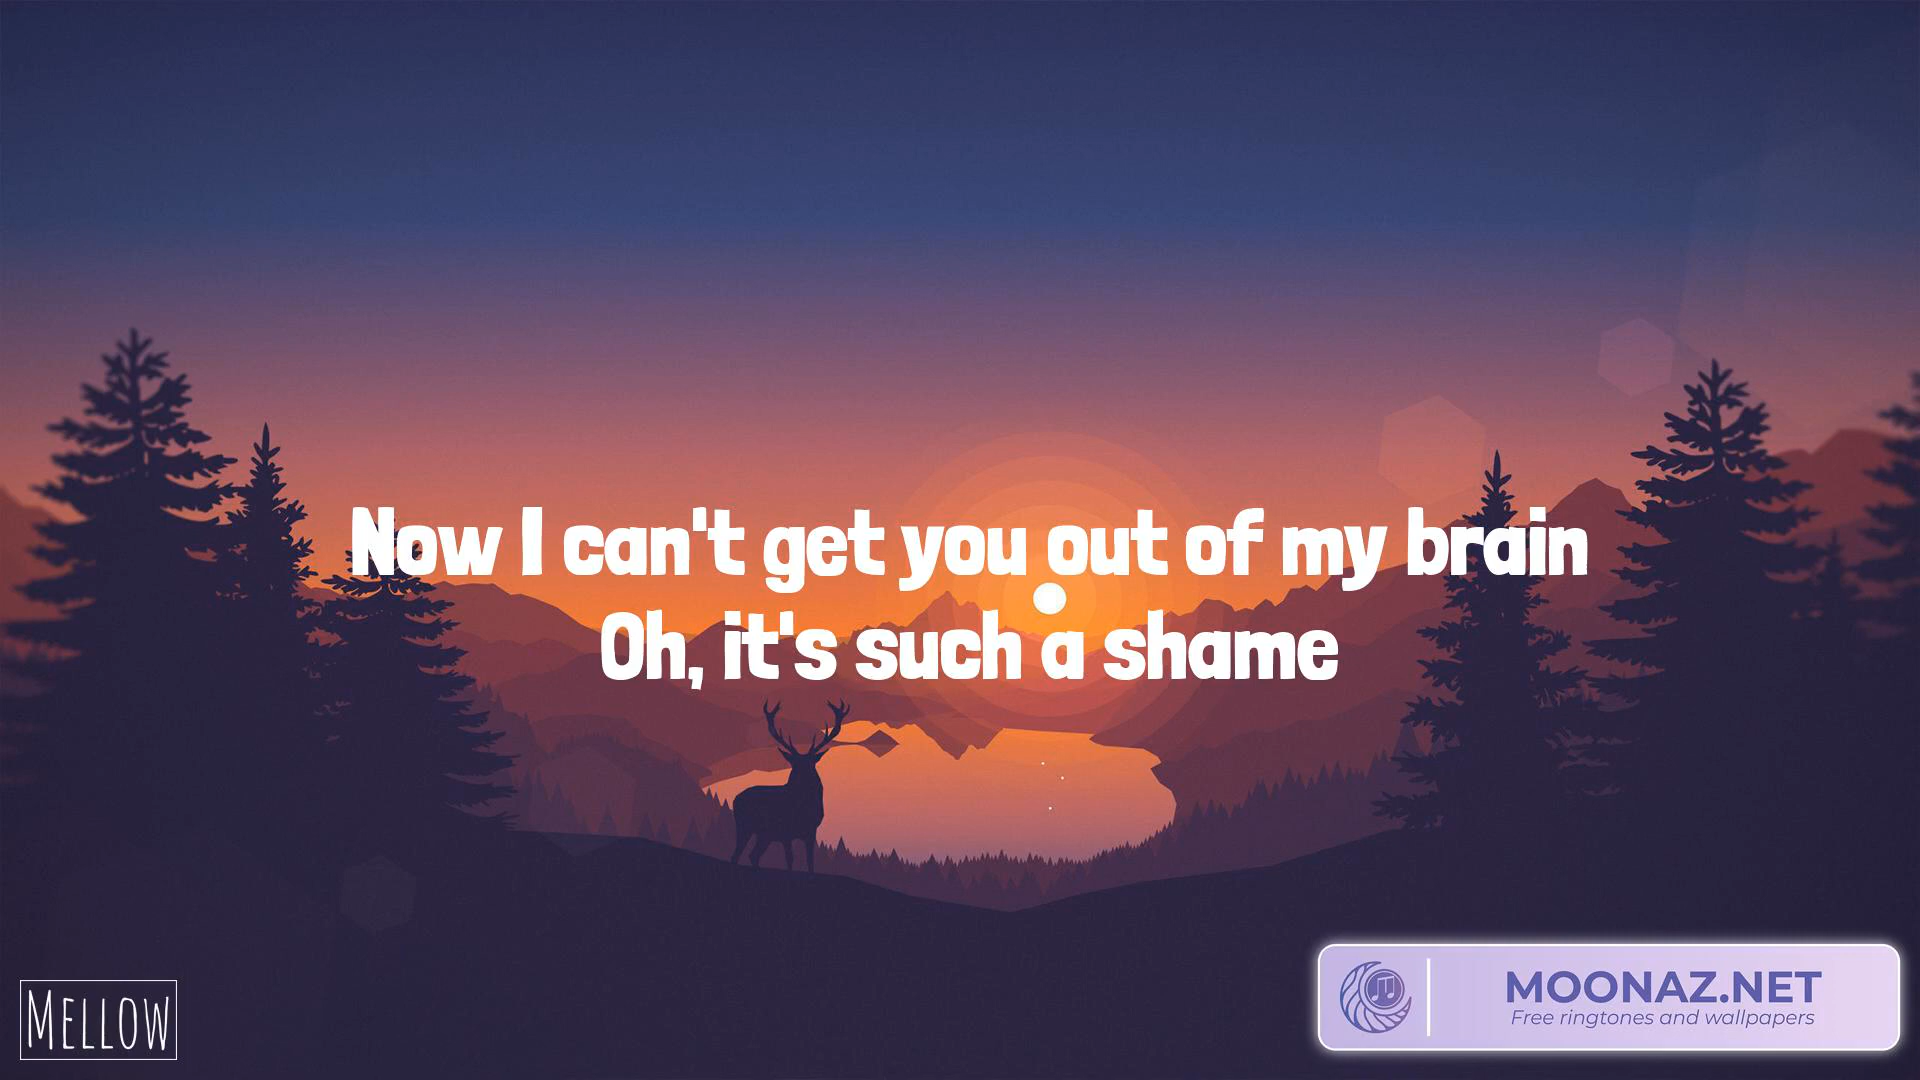 Now I can't get you out of my brain
Oh, it's such a shame
MELLOW
MOONAZ.NET
Free ringtones and wallpapers